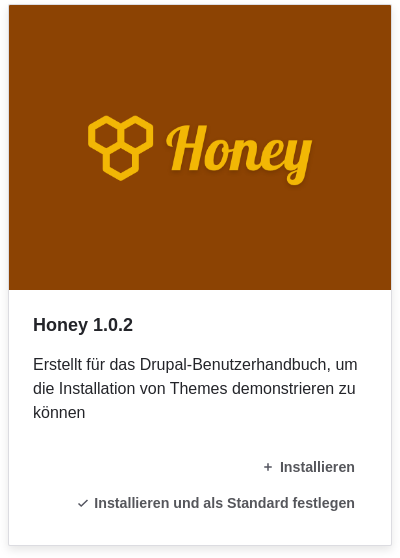 Honey
Honey 1.0.2
Erstellt für das Drupal-Benutzerhandbuch, um
die Installation von Themes demonstrieren zu
können
+ Installieren
✓ Installieren und als Standard festlegen